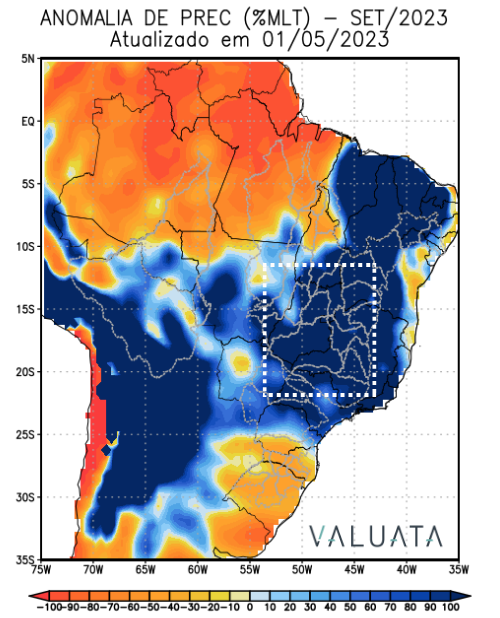 ANOMALIA DE PREC (%MLT) – SET/2023
Atualizado em 01/05/2023
5N
EQ
5S
10S
15S
20S
25S
30S
35S
VALUATA
75W 70W 65W 60W 55W 50W 45W 40W 35W
-100 -90 -80 -70 -60 -50 -40 -30 -20 -10 0 10 20 30 40 50 60 70 80 90 100